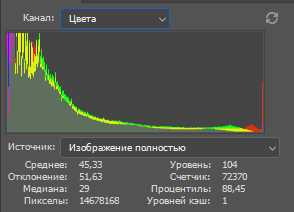 Канал: Цвета
Источник: Изображение полностью
Среднее: 45,33 Уровень: 104
Отклонение: 51,63 Счетчик: 72370
Медиана: 29 Процентиль: 88,45
Пикселы: 14678168 Уровней кэш: 1